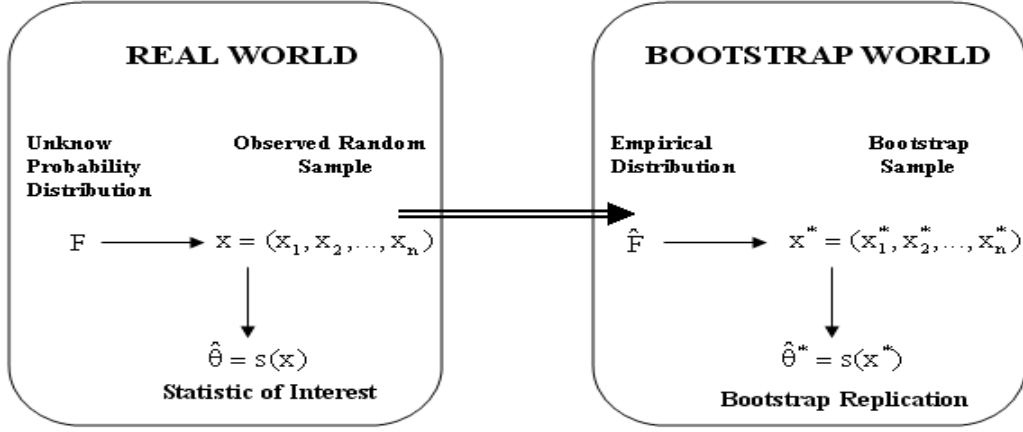 REAL WORLD
Unknow
Probability
Distribution
Observed Random
Sample
F
x = (x₁, x₂, ..., xₙ)
θ̂ = s(x)
Statistic of Interest
BOOTSTRAP WORLD
Empirical
Distribution
Bootstrap
Sample
F̂
x* = (x₁*, x₂*, ..., xₙ*)
θ̂* = s(x*)
Bootstrap Replication